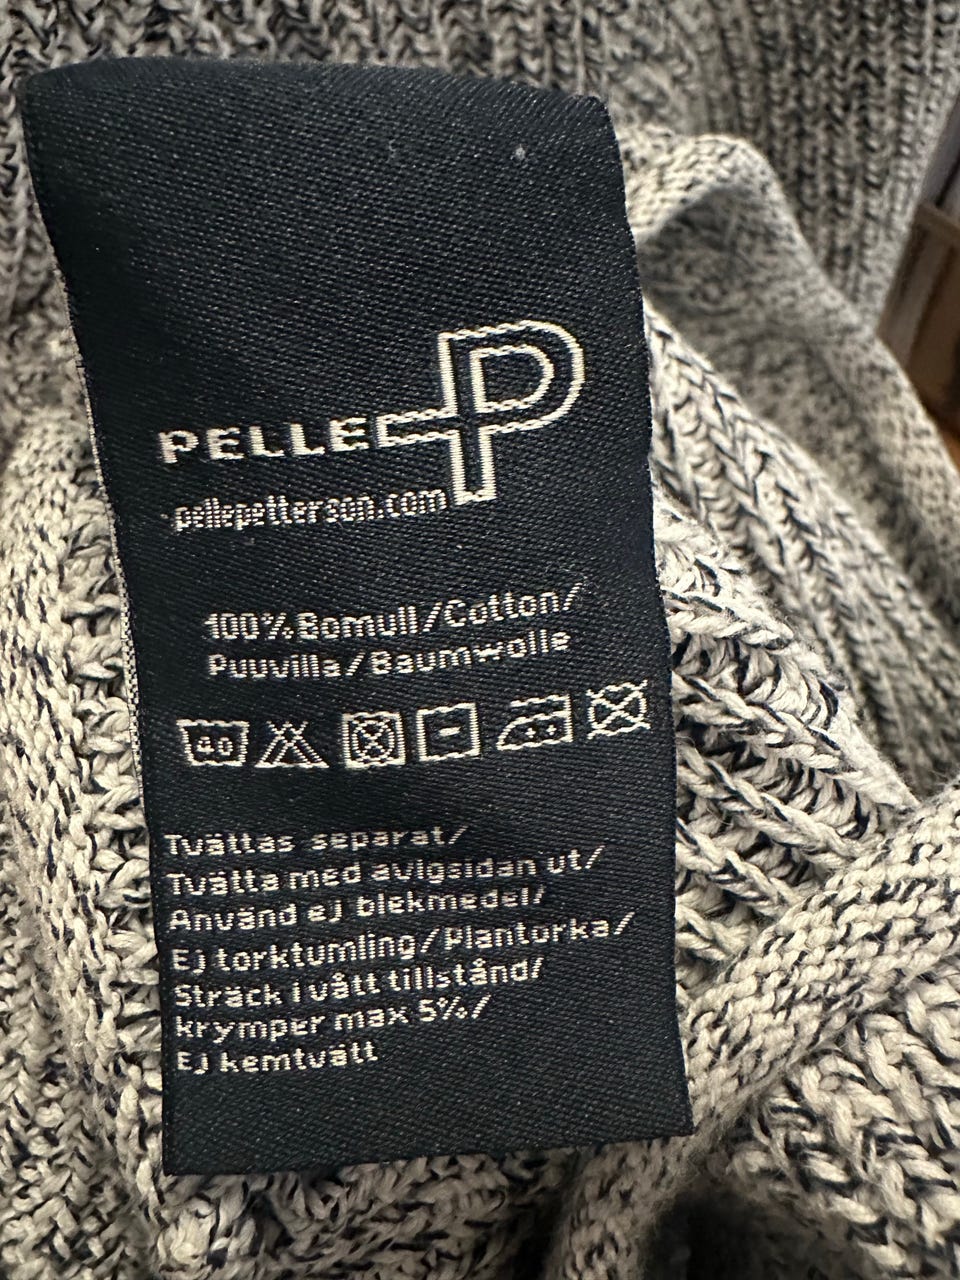 PELLE P
pellepetterson.com
100% Bomull/Cotton/
Puuvilla/Baumwolle
40
Tvättas separat/
Tvätta med avigsidan ut/
Använd ej blekmedel/
Ej torktumling/Plantorka/
Sträck i vått tillstånd/
krymper max 5%/
Ej kemtvätt